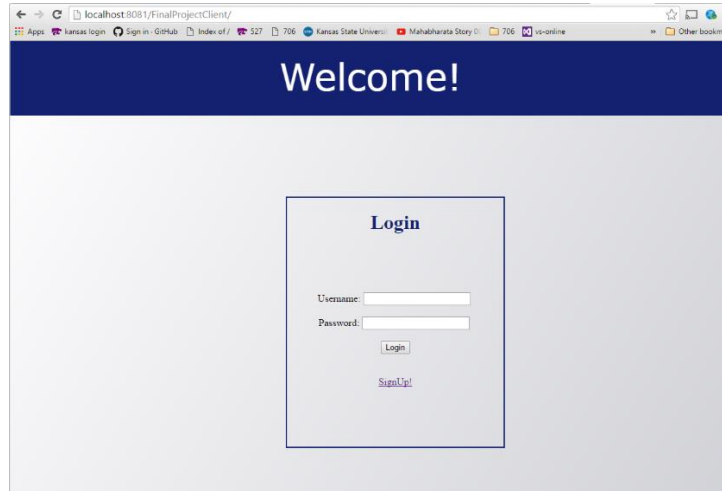 localhost:8081/FinalProjectClient/
Apps kansas login Sign in · GitHub Index of / 527 706 Kansas State Universi Mahabharata Story 706 vs-online » Other bookm
Welcome!
Login
Username:
Password:
Login
SignUp!